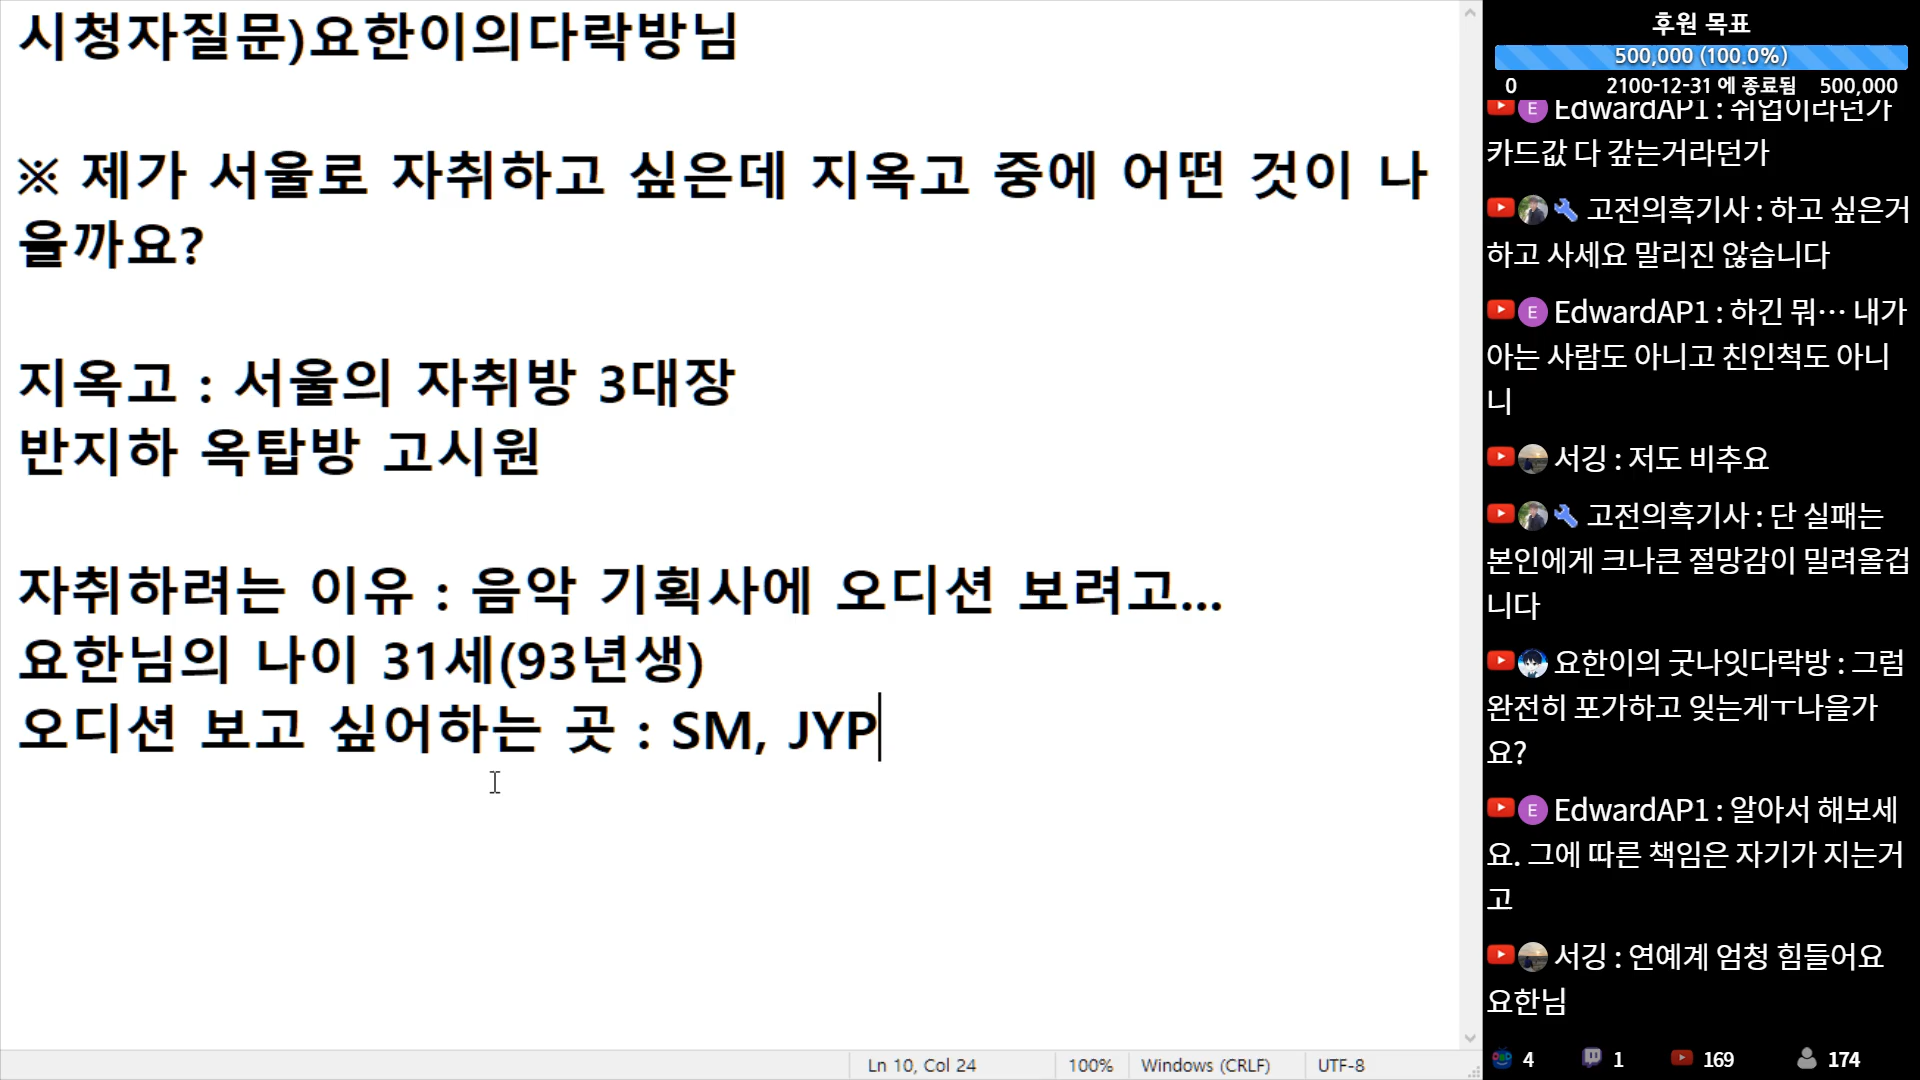 시청자질문)요한이의다락방님
※ 제가 서울로 자취하고 싶은데 지옥고 중에 어떤 것이 나
을까요?
지옥고 : 서울의 자취방 3대장
반지하 옥탑방 고시원
자취하려는 이유 : 음악 기획사에 오디션 보려고...
요한님의 나이 31세(93년생)
오디션 보고 싶어하는 곳 : SM, JYP
Ln 10, Col 24
100%
Windows (CRLF)
UTF-8
후원 목표
500,000 (100.0%)
0 2100-12-31 에 종료됨 500,000
E EdwardAP1 : 취업이라던가
카드값 다 갚는거라던가
고전의흑기사 : 하고 싶은거
하고 사세요 말리진 않습니다
E EdwardAP1 : 하긴 뭐… 내가
아는 사람도 아니고 친인척도 아니
니
서깅 : 저도 비추요
고전의흑기사 : 단 실패는
본인에게 크나큰 절망감이 밀려올겁
니다
요한이의 굿나잇다락방 : 그럼
완전히 포가하고 잊는게ㅜ나을가
요?
E EdwardAP1 : 알아서 해보세
요. 그에 따른 책임은 자기가 지는거
고
서깅 : 연예계 엄청 힘들어요
요한님
4 1 169 174